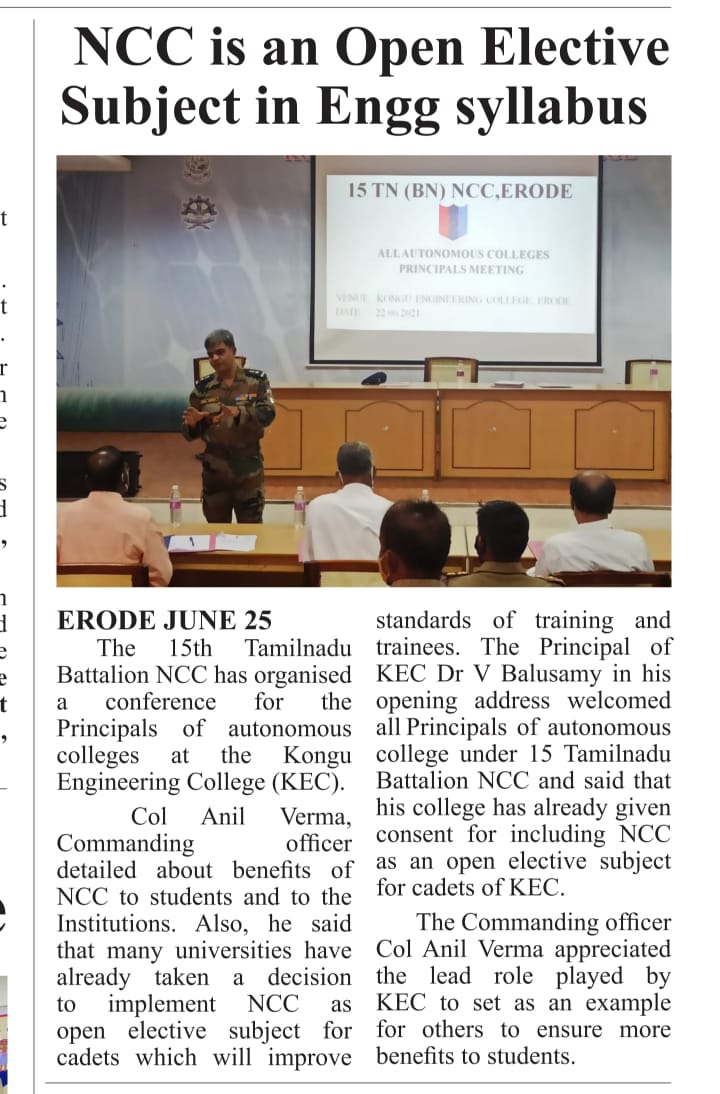 NCC is an Open Elective
Subject in Engg syllabus
15 TN (BN) NCC,ERODE
ALL AUTONOMOUS COLLEGES
PRINCIPALS MEETING
VENUE KONGU ENGINEERING COLLEGE, ERODE
DATE 22.06.2021
ERODE JUNE 25
The 15th Tamilnadu
Battalion NCC has organised
a conference for the
Principals of autonomous
colleges at the Kongu
Engineering College (KEC).
Col Anil Verma,
Commanding officer
detailed about benefits of
NCC to students and to the
Institutions. Also, he said
that many universities have
already taken a decision
to implement NCC as
open elective subject for
cadets which will improve
standards of training and
trainees. The Principal of
KEC Dr V Balusamy in his
opening address welcomed
all Principals of autonomous
college under 15 Tamilnadu
Battalion NCC and said that
his college has already given
consent for including NCC
as an open elective subject
for cadets of KEC.
The Commanding officer
Col Anil Verma appreciated
the lead role played by
KEC to set as an example
for others to ensure more
benefits to students.